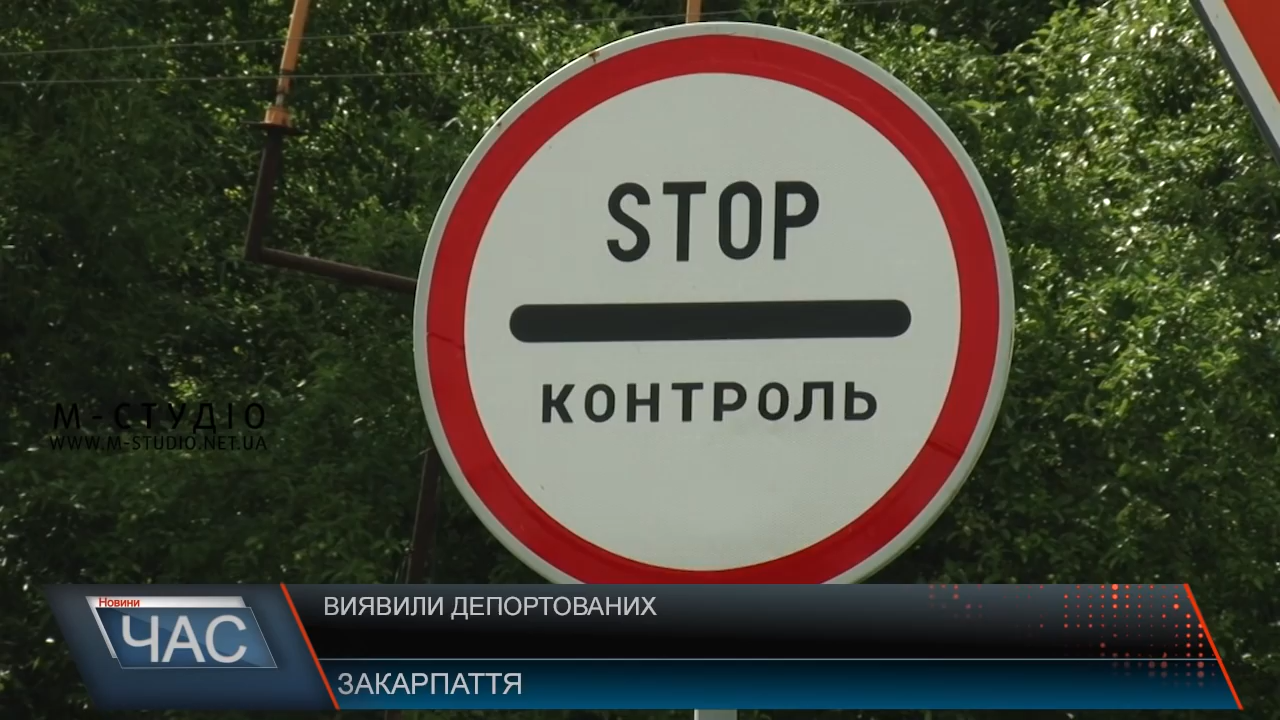 STOP
КОНТРОЛЬ
М-СТУДІО
WWW.M-STUDIO.NET.UA
Новини
ЧАС
ВИЯВИЛИ ДЕПОРТОВАНИХ
ЗАКАРПАТТЯ